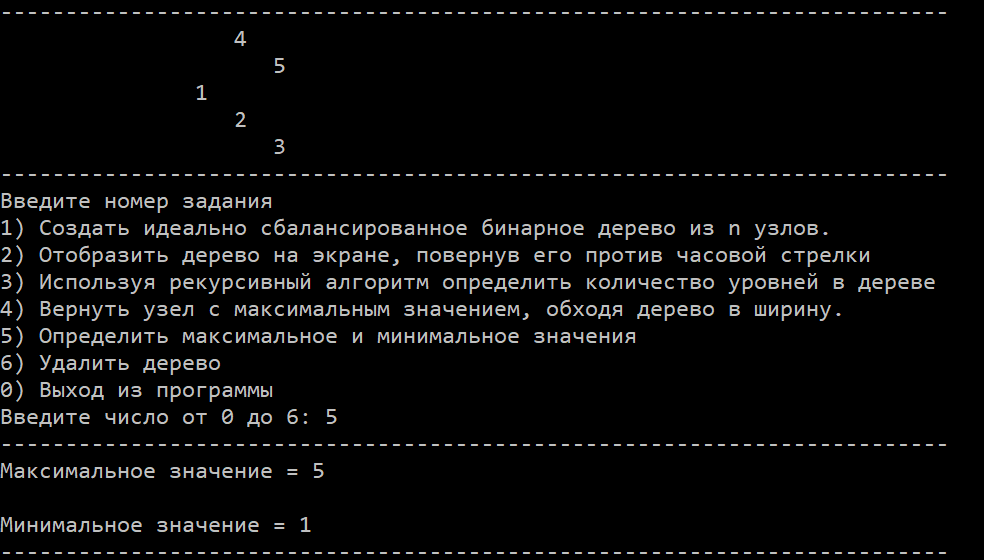 -------------------------------------------------------------------------
4
5
1
2
3
-------------------------------------------------------------------------
Введите номер задания
1) Создать идеально сбалансированное бинарное дерево из n узлов.
2) Отобразить дерево на экране, повернув его против часовой стрелки
3) Используя рекурсивный алгоритм определить количество уровней в дереве
4) Вернуть узел с максимальным значением, обходя дерево в ширину.
5) Определить максимальное и минимальное значения
6) Удалить дерево
0) Выход из программы
Введите число от 0 до 6: 5
-------------------------------------------------------------------------
Максимальное значение = 5
Минимальное значение = 1
-------------------------------------------------------------------------